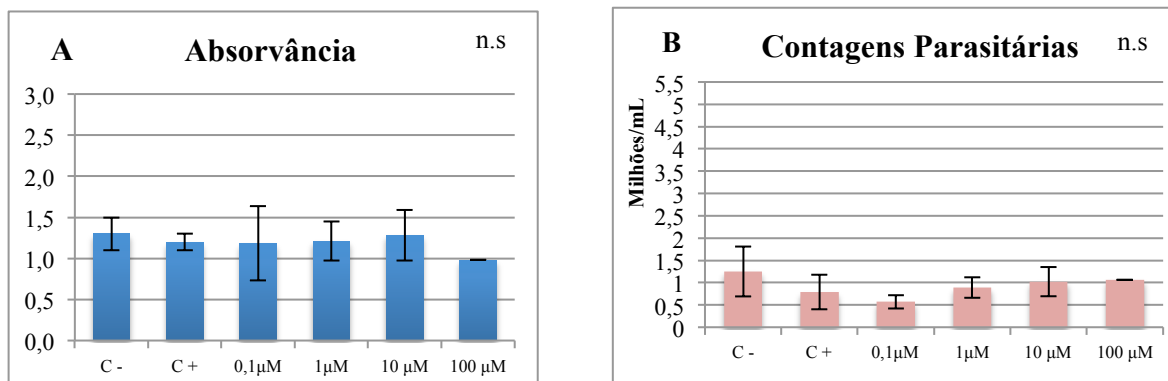 A
Absorvância
n.s
3,0
2,5
2,0
1,5
1,0
0,5
0,0
C -
C +
0,1µM
1µM
10 µM
100 µM
B
Contagens Parasitárias
n.s
Milhões/mL
5,5
5
4,5
4
3,5
3
2,5
2
1,5
1
0,5
0
C -
C +
0,1µM
1µM
10 µM
100 µM